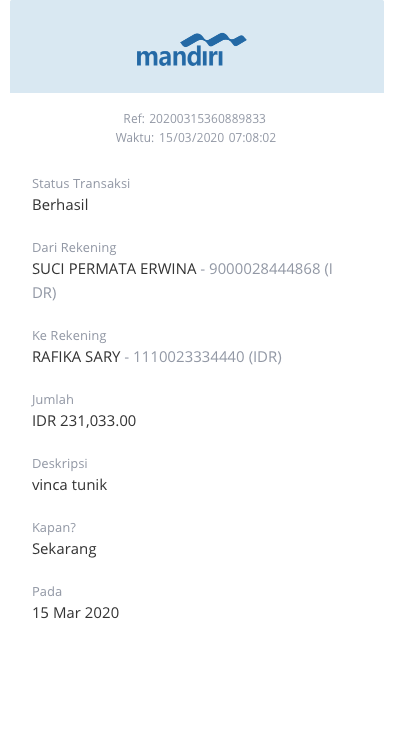 mandiri
Ref: 20200315360889833
Waktu: 15/03/2020 07:08:02
Status Transaksi
Berhasil
Dari Rekening
SUCI PERMATA ERWINA - 9000028444868 (I
DR)
Ke Rekening
RAFIKA SARY - 1110023334440 (IDR)
Jumlah
IDR 231,033.00
Deskripsi
vinca tunik
Kapan?
Sekarang
Pada
15 Mar 2020